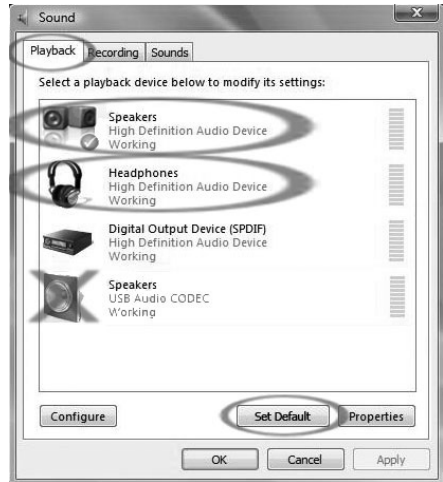 Sound
Playback Recording Sounds
Select a playback device below to modify its settings:
Speakers
High Definition Audio Device
Working
Headphones
High Definition Audio Device
Working
Digital Output Device (SPDIF)
High Definition Audio Device
Working
Speakers
USB Audio CODEC
Working
Configure Set Default Properties
OK Cancel Apply